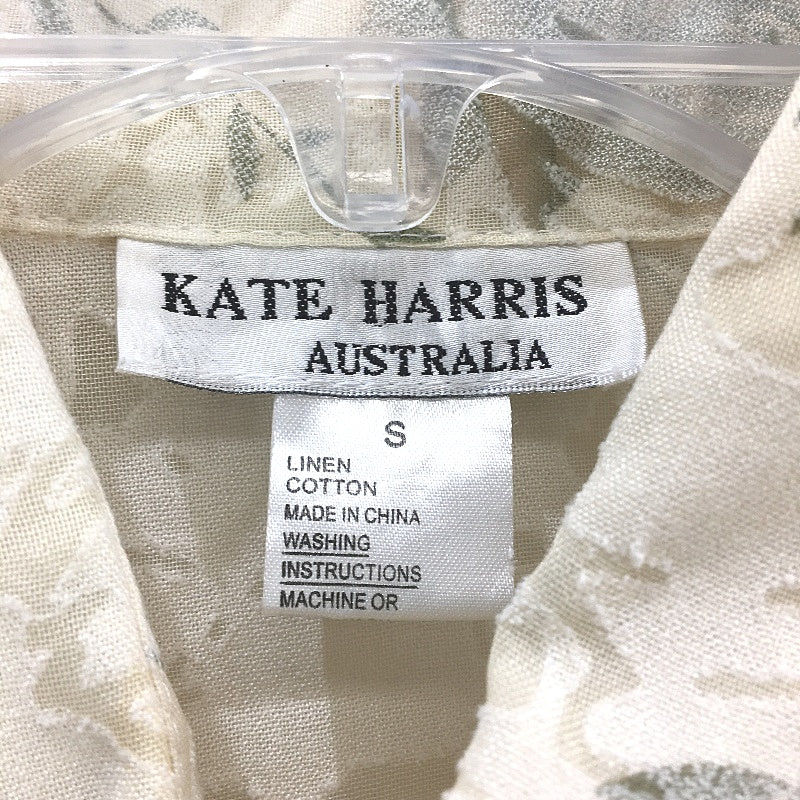 KATE HARRIS
AUSTRALIA
S
LINEN
COTTON
MADE IN CHINA
WASHING
INSTRUCTIONS
MACHINE OR